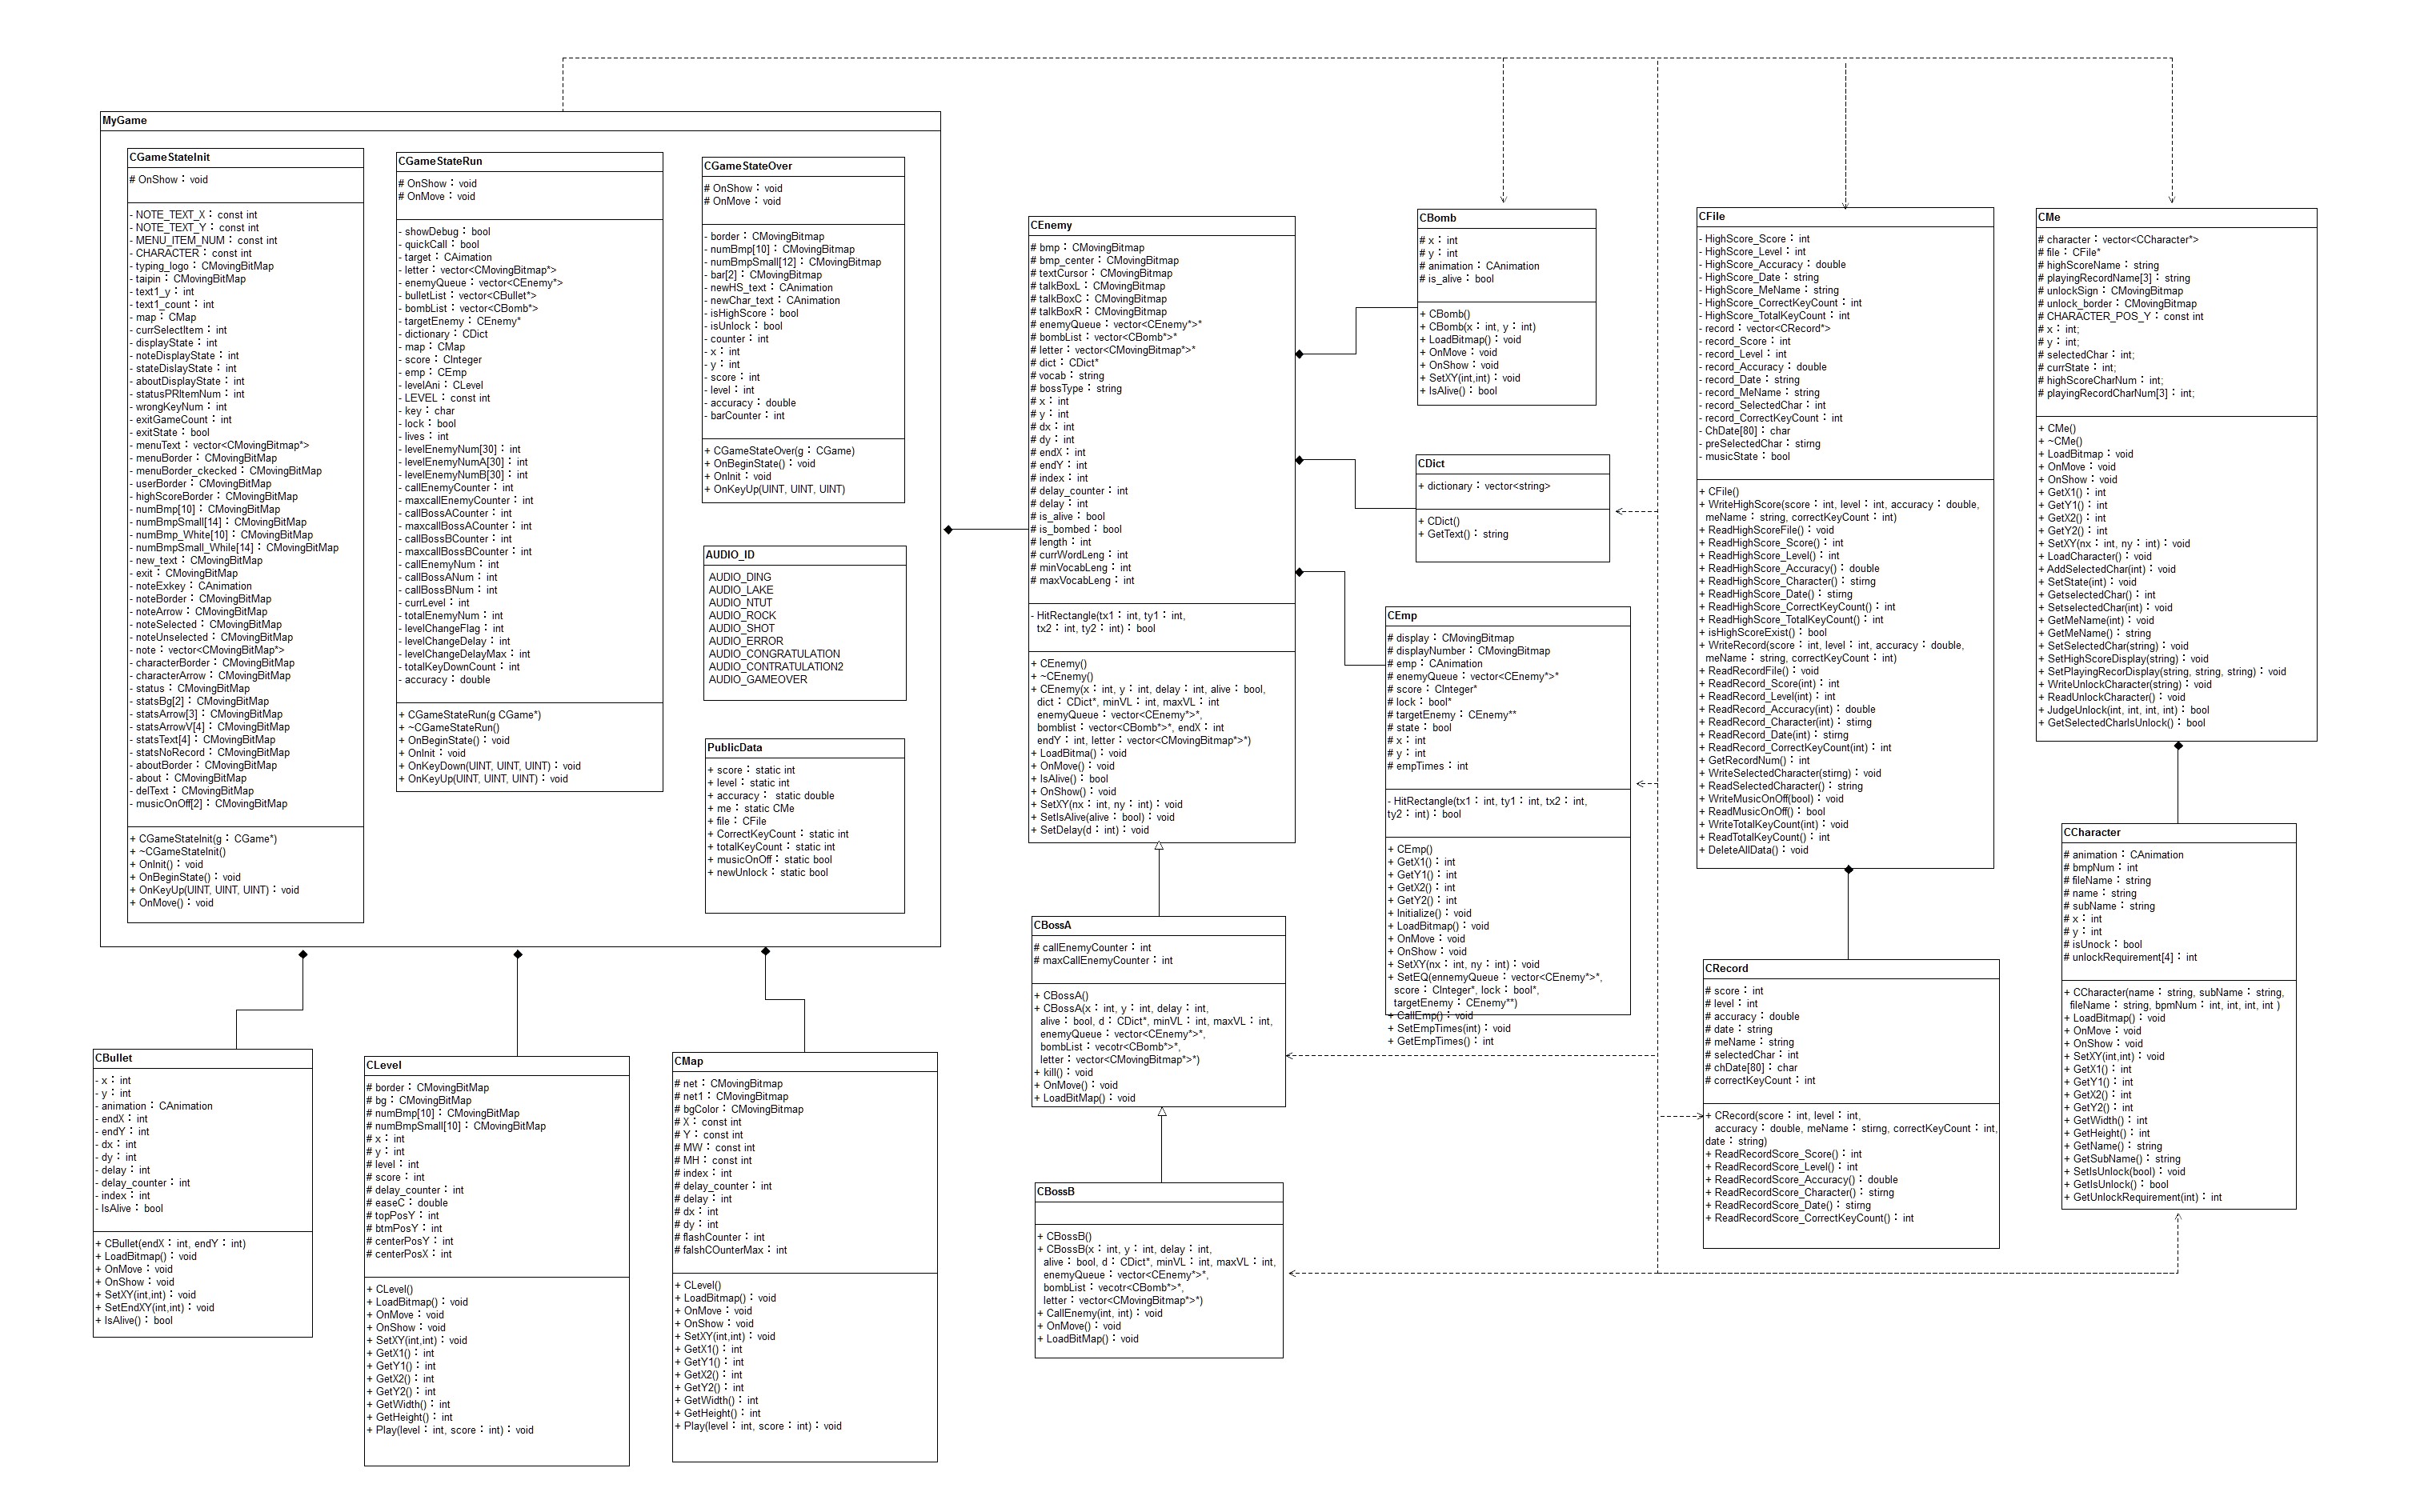 MyGame
CGameStateInit
# OnShow：void
- NOTE_TEXT_X：const int
- NOTE_TEXT_Y：const int
- MENU_ITEM_NUM：const int
- CHARACTER：const int
- typing_logo：CMovingBitMap
- taipin：CMovingBitMap
- text1_y：int
- text1_count：int
- map：CMap
- currSelectItem：int
- displayState：int
- noteDisplayState：int
- stateDislayState：int
- aboutDisplayState：int
- statusPRItemNum：int
- wrongKeyNum：int
- exitGameCount：int
- exitState：bool
- menuText：vector<CMovingBitmap*>
- menuBorder：CMovingBitMap
- menuBorder_ckecked：CMovingBitMap
- userBorder：CMovingBitMap
- highScoreBorder：CMovingBitMap
- numBmp[10]：CMovingBitMap
- numBmpSmall[14]：CMovingBitMap
- numBmp_White[10]：CMovingBitMap
- numBmpSmall_While[14]：CMovingBitMap
- new_text：CMovingBitMap
- exit：CMovingBitMap
- noteExkey：CAnimation
- noteBorder：CMovingBitMap
- noteArrow：CMovingBitMap
- noteSelected：CMovingBitMap
- noteUnselected：CMovingBitMap
- note：vector<CMovingBitMap*>
- characterBorder：CMovingBitMap
- characterArrow：CMovingBitMap
- status：CMovingBitMap
- statsBg[2]：CMovingBitMap
- statsArrow[3]：CMovingBitMap
- statsArrowV[4]：CMovingBitMap
- statsText[4]：CMovingBitMap
- statsNoRecord：CMovingBitMap
- aboutBorder：CMovingBitMap
- about：CMovingBitMap
- delText：CMovingBitMap
- musicOnOff[2]：CMovingBitMap
+ CGameStateInit(g：CGame*)
+ ~CGameStateInit()
+ OnInit()：void
+ OnBeginState()：void
+ OnKeyUp(UINT, UINT, UINT)：void
+ OnMove()：void
CGameStateRun
# OnShow：void
# OnMove：void
- showDebug：bool
- quickCall：bool
- target：CAimation
- letter：vector<CMovingBitmap*>
- enemyQueue：vector<CEnemy*>
- bulletList：vector<CBullet*>
- bombList：vector<CBomb*>
- targetEnemy：CEnemy*
- dictionary：CDict
- map：CMap
- score：CInteger
- emp：CEmp
- levelAni：CLevel
- LEVEL：const int
- key：char
- lock：bool
- lives：int
- levelEnemyNum[30]：int
- levelEnemyNumA[30]：int
- levelEnemyNumB[30]：int
- callEnemyCounter：int
- maxcallEnemyCounter：int
- callBossACounter：int
- maxcallBossACounter：int
- callBossBCounter：int
- maxcallBossBCounter：int
- callEnemyNum：int
- callBossANum：int
- callBossBNum：int
- currLevel：int
- totalEnemyNum：int
- levelChangeFlag：int
- levelChangeDelay：int
- levelChangeDelayMax：int
- totalKeyDownCount：int
- accuracy：double
+ CGameStateRun(g CGame*)
+ ~CGameStateRun()
+ OnBeginState()：void
+ OnInit：void
+ OnKeyDown(UINT, UINT, UINT)：void
+ OnKeyUp(UINT, UINT, UINT)：void
CGameStateOver
# OnShow：void
# OnMove：void
- border：CMovingBitmap
- numBmp[10]：CMovingBitmap
- numBmpSmall[12]：CMovingBitmap
- bar[2]：CMovingBitmap
- newHS_text：CAnimation
- newChar_text：CAnimation
- isHighScore：bool
- isUnlock：bool
- counter：int
- x：int
- y：int
- score：int
- level：int
- accuracy：double
- barCounter：int
+ CGameStateOver(g：CGame)
+ OnBeginState()：void
+ OnInit：void
+ OnKeyUp(UINT, UINT, UINT)
AUDIO_ID
AUDIO_DING
AUDIO_LAKE
AUDIO_NTUT
AUDIO_ROCK
AUDIO_SHOT
AUDIO_ERROR
AUDIO_CONGRATULATION
AUDIO_CONTRATULATION2
AUDIO_GAMEOVER
PublicData
+ score：static int
+ level：static int
+ accuracy： static double
+ me：static CMe
+ file：CFile
+ CorrectKeyCount：static int
+ totalKeyCount：static int
+ musicOnOff：static bool
+ newUnlock：static bool
CEnemy
# bmp：CMovingBitmap
# bmp_center：CMovingBitmap
# textCursor：CMovingBitmap
# talkBoxL：CMovingBitmap
# talkBoxC：CMovingBitmap
# talkBoxR：CMovingBitmap
# enemyQueue：vector<CEnemy*>*
# bombList：vector<CBomb*>*
# letter：vector<CMovingBitmap*>*
# dict：CDict*
# vocab：string
# bossType：string
# x：int
# y：int
# dx：int
# dy：int
# endX：int
# endY：int
# index：int
# delay_counter：int
# delay：int
# is_alive：bool
# is_bombed：bool
# length：int
# currWordLeng：int
# minVocabLeng：int
# maxVocabLeng：int
- HitRectangle(tx1：int, ty1：int,
tx2：int, ty2：int)：bool
+ CEnemy()
+ ~CEnemy()
+ CEnemy(x：int, y：int, delay：int, alive：bool,
dict：CDict*, minVL：int, maxVL：int
enemyQueue：vector<CEnemy*>*,
bomblist：vector<CBomb*>*, endX：int
endY：int, letter：vector<CMovingBitmap*>*)
+ LoadBitma()：void
+ OnMove()：void
+ IsAlive()：bool
+ OnShow()：void
+ SetXY(nx：int, ny：int)：void
+ SetIsAlive(alive：bool)：void
+ SetDelay(d：int)：void
CBomb
# x：int
# y：int
# animation：CAnimation
# is_alive：bool
+ CBomb()
+ CBomb(x：int, y：int)
+ LoadBitmap()：void
+ OnMove：void
+ OnShow：void
+ SetXY(int,int)：void
+ IsAlive()：bool
CDict
+ dictionary：vector<string>
+ CDict()
+ GetText()：string
CEmp
# display：CMovingBitmap
# displayNumber：CMovingBitmap
# emp：CAnimation
# enemyQueue：vector<CEnemy*>*
# score：CInteger*
# lock：bool*
# targetEnemy：CEnemy**
# state：bool
# x：int
# y：int
# empTimes：int
- HitRectangle(tx1：int, ty1：int, tx2：int,
ty2：int)：bool
+ CEmp()
+ GetX1()：int
+ GetY1()：int
+ GetX2()：int
+ GetY2()：int
+ Initialize()：void
+ LoadBitmap()：void
+ OnMove：void
+ OnShow：void
+ SetXY(nx：int, ny：int)：void
+ SetEQ(ennemyQueue：vector<CEnemy*>*,
score：CInteger*, lock：bool*,
targetEnemy：CEnemy**)
+ CallEmp()：void
+ SetEmpTimes(int)：void
+ GetEmpTimes()：int
CFile
- HighScore_Score：int
- HighScore_Level：int
- HighScore_Accuracy：double
- HighScore_Date：string
- HighScore_MeName：string
- HighScore_CorrectKeyCount：int
- HighScore_TotalKeyCount：int
- record：vector<CRecord*>
- record_Score：int
- record_Level：int
- record_Accuracy：double
- record_Date：string
- record_MeName：string
- record_SelectedChar：int
- record_CorrectKeyCount：int
- ChDate[80]：char
- preSelectedChar：stirng
- musicState：bool
+ CFile()
+ WriteHighScore(score：int, level：int, accuracy：double,
meName：string, correctKeyCount：int)
+ ReadHighScoreFile()：void
+ ReadHighScore_Score()：int
+ ReadHighScore_Level()：int
+ ReadHighScore_Accuracy()：double
+ ReadHighScore_Character()：stirng
+ ReadHighScore_Date()：stirng
+ ReadHighScore_CorrectKeyCount()：int
+ ReadHighScore_TotalKeyCount()：int
+ isHighScoreExist()：bool
+ WriteRecord(score：int, level：int, accuracy：double,
meName：string, correctKeyCount：int)
+ ReadRecordFile()：void
+ ReadRecord_Score(int)：int
+ ReadRecord_Level(int)：int
+ ReadRecord_Accuracy(int)：double
+ ReadRecord_Character(int)：stirng
+ ReadRecord_Date(int)：stirng
+ ReadRecord_CorrectKeyCount(int)：int
+ GetRecordNum()：int
+ WriteSelectedCharacter(stirng)：void
+ ReadSelectedCharacter()：string
+ WriteMusicOnOff(bool)：void
+ ReadMusicOnOff()：bool
+ WriteTotalKeyCount(int)：void
+ ReadTotalKeyCount()：int
+ DeleteAllData()：void
CMe
# character：vector<CCharacter*>
# file：CFile*
# highScoreName：string
# playingRecordName[3]：string
# unlockSign：CMovingBitmap
# unlock_border：CMovingBitmap
# CHARACTER_POS_Y：const int
# x：int;
# y：int;
# selectedChar：int;
# currState：int;
# highScoreCharNum：int;
# playingRecordCharNum[3]：int;
+ CMe()
+ ~CMe()
+ LoadBitmap：void
+ OnMove：void
+ OnShow：void
+ GetX1()：int
+ GetY1()：int
+ GetX2()：int
+ GetY2()：int
+ SetXY(nx：int, ny：int)：void
+ LoadCharacter()：void
+ AddSelectedChar(int)：void
+ SetState(int)：void
+ GetselectedChar()：int
+ SetselectedChar(int)：void
+ GetMeName(int)：void
+ GetMeName()：string
+ SetSelectedChar(string)：void
+ SetHighScoreDisplay(string)：void
+ SetPlayingRecorDisplay(string, string, string)：void
+ WriteUnlockCharacter(string)：void
+ ReadUnlockCharacter()：void
+ JudgeUnlock(int, int, int, int)：bool
+ GetSelectedCharIsUnlock()：bool
CCharacter
# animation：CAnimation
# bmpNum：int
# fileName：string
# name：string
# subName：string
# x：int
# y：int
# isUnock：bool
# unlockRequirement[4]：int
+ CCharacter(name：string, subName：string,
fileName：string, bpmNum：int, int, int, int )
+ LoadBitmap()：void
+ OnMove：void
+ OnShow：void
+ SetXY(int,int)：void
+ GetX1()：int
+ GetY1()：int
+ GetX2()：int
+ GetY2()：int
+ GetWidth()：int
+ GetHeight()：int
+ GetName()：string
+ GetSubName()：string
+ SetIsUnlock(bool)：void
+ GetIsUnlock()：bool
+ GetUnlockRequirement(int)：int
CBossA
# callEnemyCounter：int
# maxCallEnemyCounter：int
+ CBossA()
+ CBossA(x：int, y：int, delay：int,
alive：bool, d：CDict*, minVL：int, maxVL：int,
enemyQueue：vector<CEnemy*>*,
bombList：vecotr<CBomb*>*,
letter：vector<CMovingBitmap*>*)
+ kill()：void
+ OnMove()：void
+ LoadBitMap()：void
CRecord
# score：int
# level：int
# accuracy：double
# date：string
# meName：string
# selectedChar：int
# chDate[80]：char
# correctKeyCount：int
+ CRecord(score：int, level：int,
accuracy：double, meName：stirng, correctKeyCount：int,
date：string)
+ ReadRecordScore_Score()：int
+ ReadRecordScore_Level()：int
+ ReadRecordScore_Accuracy()：double
+ ReadRecordScore_Character()：stirng
+ ReadRecordScore_Date()：stirng
+ ReadRecordScore_CorrectKeyCount()：int
CBossB
+ CBossB()
+ CBossB(x：int, y：int, delay：int,
alive：bool, d：CDict*, minVL：int, maxVL：int,
enemyQueue：vector<CEnemy*>*,
bombList：vecotr<CBomb*>*,
letter：vector<CMovingBitmap*>*)
+ CallEnemy(int, int)：void
+ OnMove()：void
+ LoadBitMap()：void
CBullet
- x：int
- y：int
- animation：CAnimation
- endX：int
- endY：int
- dx：int
- dy：int
- delay：int
- delay_counter：int
- index：int
- IsAlive：bool
+ CBullet(endX：int, endY：int)
+ LoadBitmap()：void
+ OnMove：void
+ OnShow：void
+ SetXY(int,int)：void
+ SetEndXY(int,int)：void
+ IsAlive()：bool
CLevel
# border：CMovingBitMap
# bg：CMovingBitMap
# numBmp[10]：CMovingBitMap
# numBmpSmall[10]：CMovingBitMap
# x：int
# y：int
# level：int
# score：int
# delay_counter：int
# easeC：double
# topPosY：int
# btmPosY：int
# centerPosY：int
# centerPosX：int
+ CLevel()
+ LoadBitmap()：void
+ OnMove：void
+ OnShow：void
+ SetXY(int,int)：void
+ GetX1()：int
+ GetY1()：int
+ GetX2()：int
+ GetY2()：int
+ GetWidth()：int
+ GetHeight()：int
+ Play(level：int, score：int)：void
CMap
# net：CMovingBitmap
# net1：CMovingBitmap
# bgColor：CMovingBitmap
# X：const int
# Y：const int
# MW：const int
# MH：const int
# index：int
# delay_counter：int
# delay：int
# dx：int
# dy：int
# flashCounter：int
# falshCOunterMax：int
+ CLevel()
+ LoadBitmap()：void
+ OnMove：void
+ OnShow：void
+ SetXY(int,int)：void
+ GetX1()：int
+ GetY1()：int
+ GetX2()：int
+ GetY2()：int
+ GetWidth()：int
+ GetHeight()：int
+ Play(level：int, score：int)：void